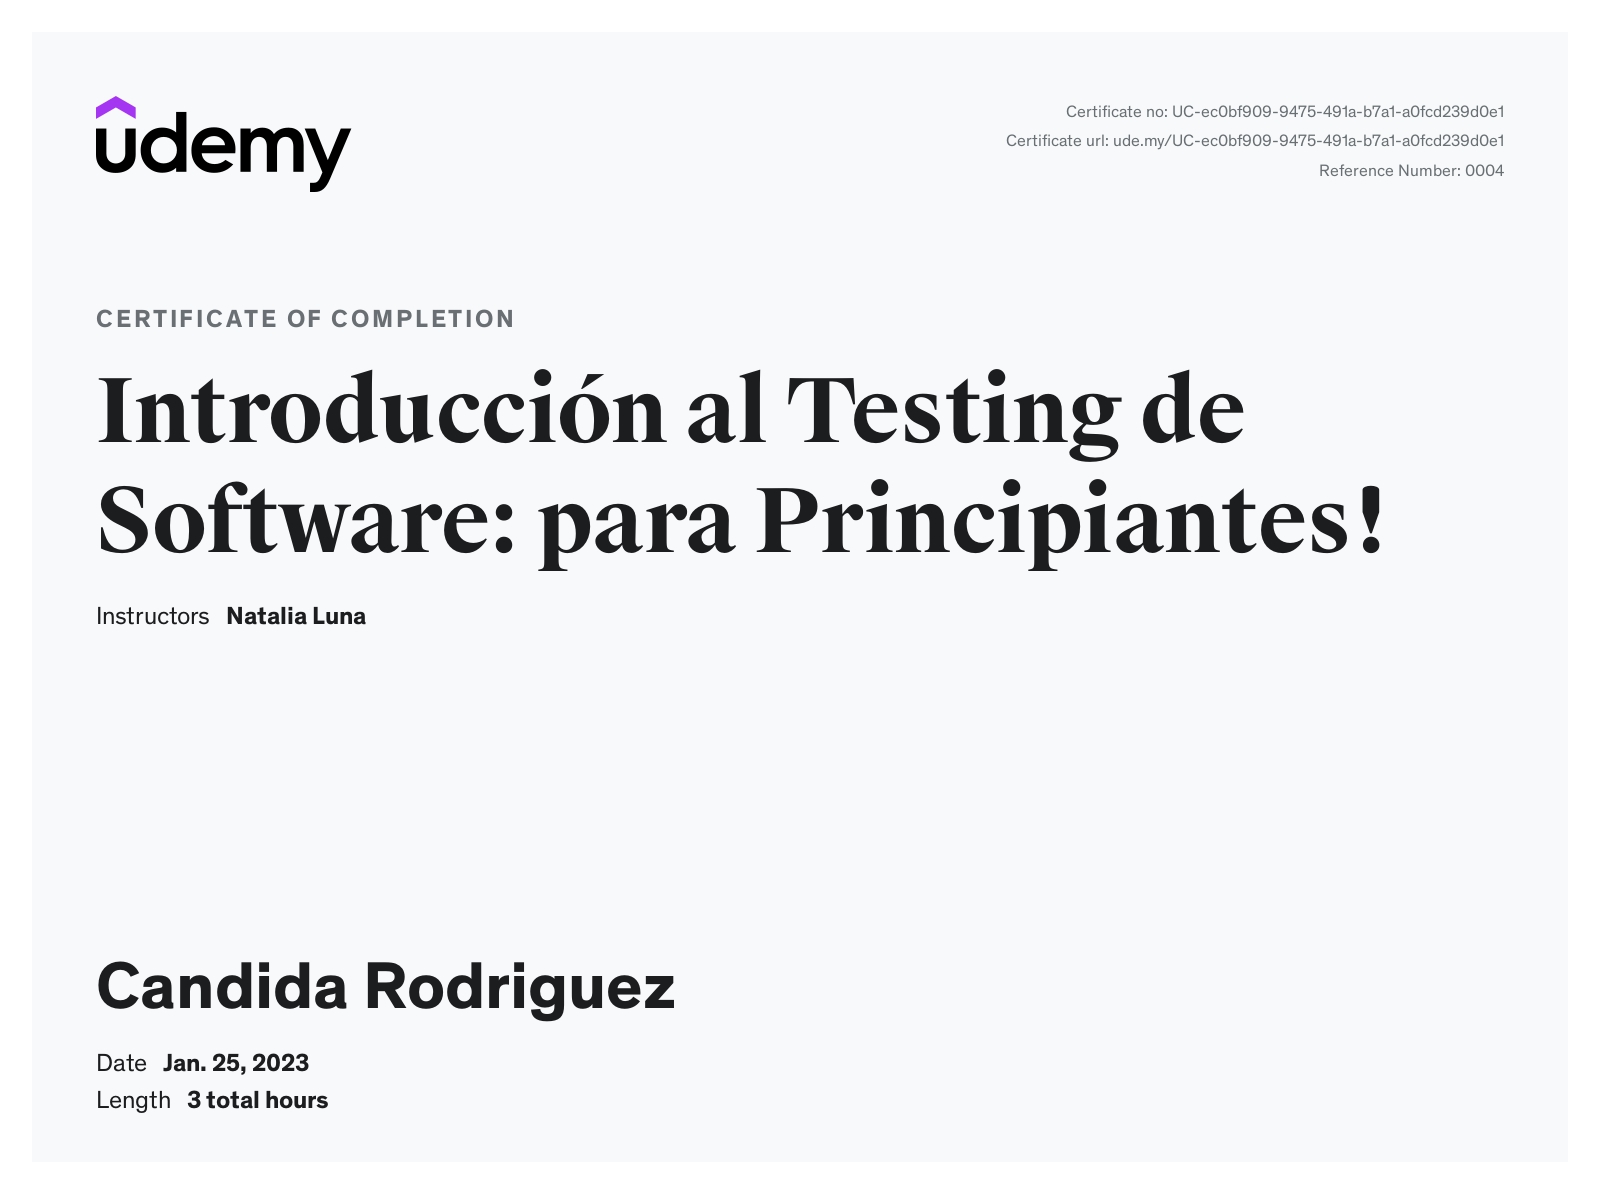 udemy
Certificate no: UC-ec0bf909-9475-491a-b7a1-a0fcd239d0e1
Certificate url: ude.my/UC-ec0bf909-9475-491a-b7a1-a0fcd239d0e1
Reference Number: 0004
CERTIFICATE OF COMPLETION
Introducción al Testing de
Software: para Principiantes!
Instructors Natalia Luna
Candida Rodriguez
Date Jan. 25, 2023
Length 3 total hours